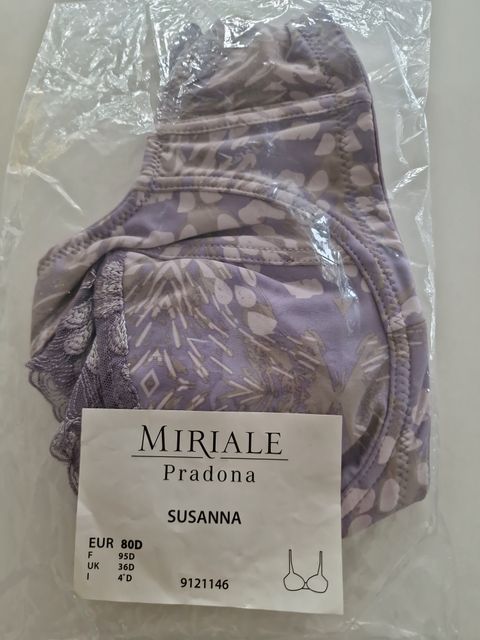 MIRIALE
Pradona
SUSANNA
EUR 80D
F 95D
UK 36D
I 4°D
9121146